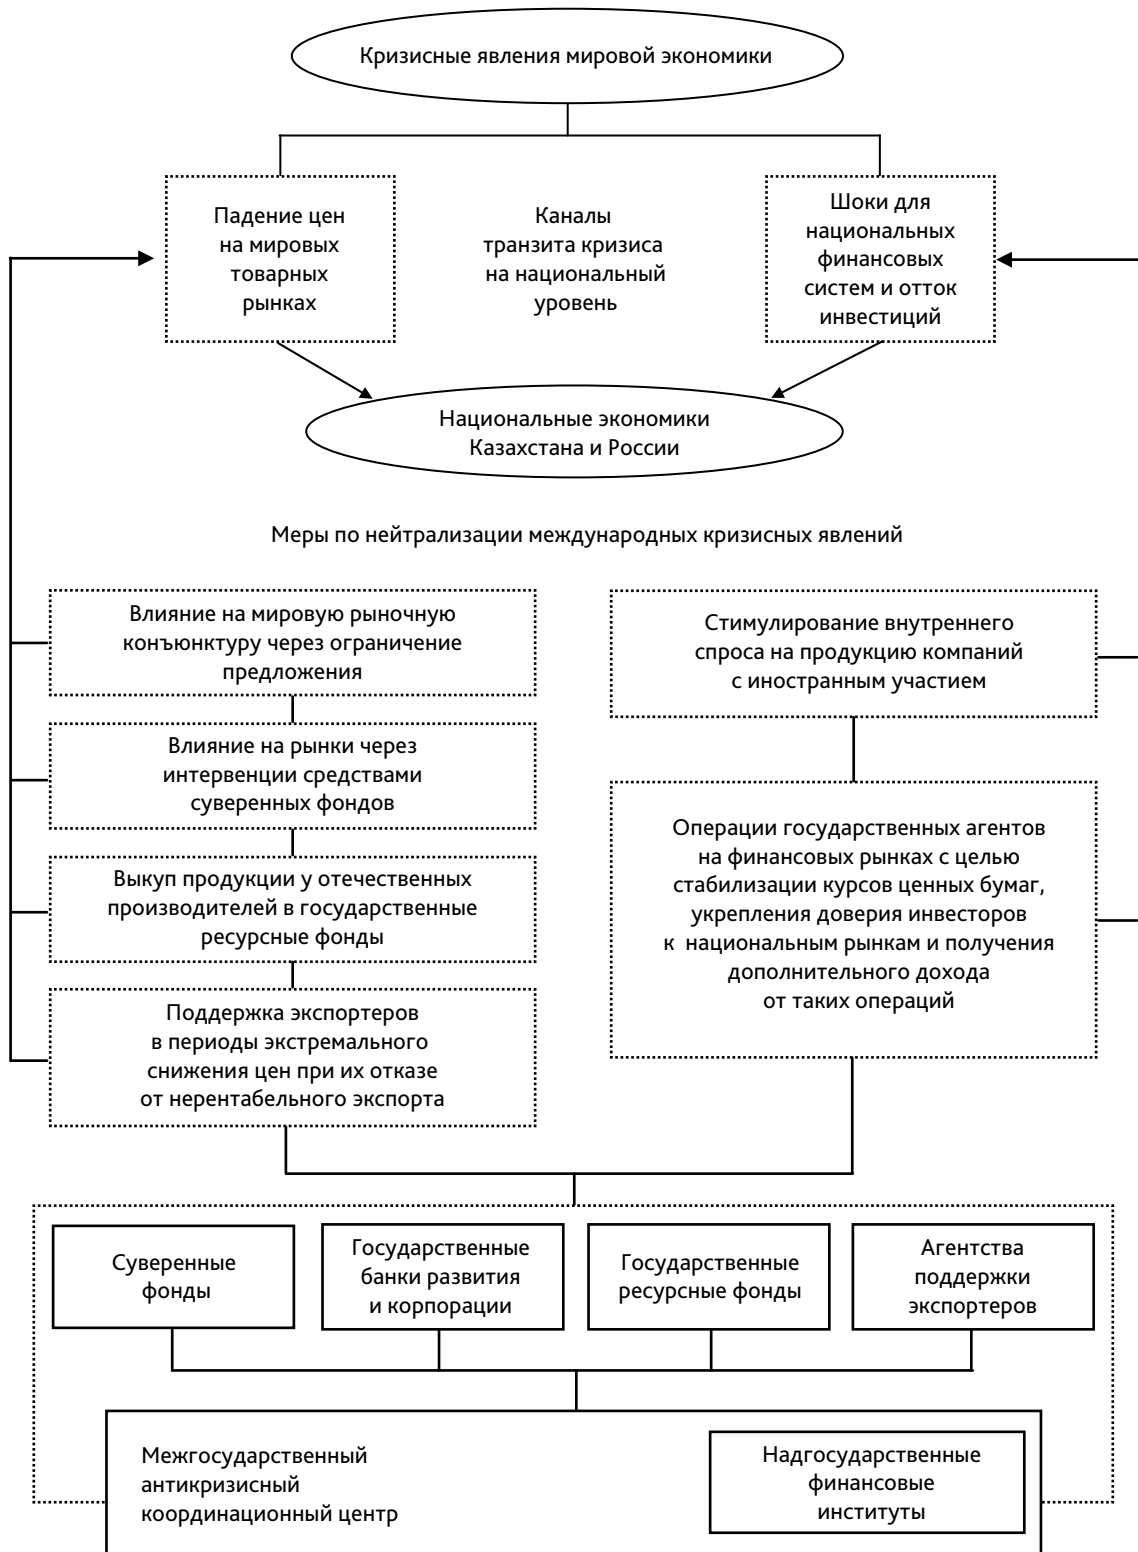 Кризисные явления мировой экономики
Падение цен
на мировых
товарных
рынках
Каналы
транзита кризиса
на национальный
уровень
Шоки для
национальных
финансовых
систем и отток
инвестиций
Национальные экономики
Казахстана и России
Меры по нейтрализации международных кризисных явлений
Влияние на мировую рыночную
конъюнктуру через ограничение
предложения
Влияние на рынки через
интервенции средствами
суверенных фондов
Выкуп продукции у отечественных
производителей в государственные
ресурсные фонды
Поддержка экспортеров
в периоды экстремального
снижения цен при их отказе
от нерентабельного экспорта
Стимулирование внутреннего
спроса на продукцию компаний
с иностранным участием
Операции государственных агентов
на финансовых рынках с целью
стабилизации курсов ценных бумаг,
укрепления доверия инвесторов
к национальным рынкам и получения
дополнительного дохода
от таких операций
Суверенные
фонды
Государственные
банки развития
и корпорации
Государственные
ресурсные фонды
Агентства
поддержки
экспортеров
Межгосударственный
антикризисный
координационный центр
Надгосударственные
финансовые
институты